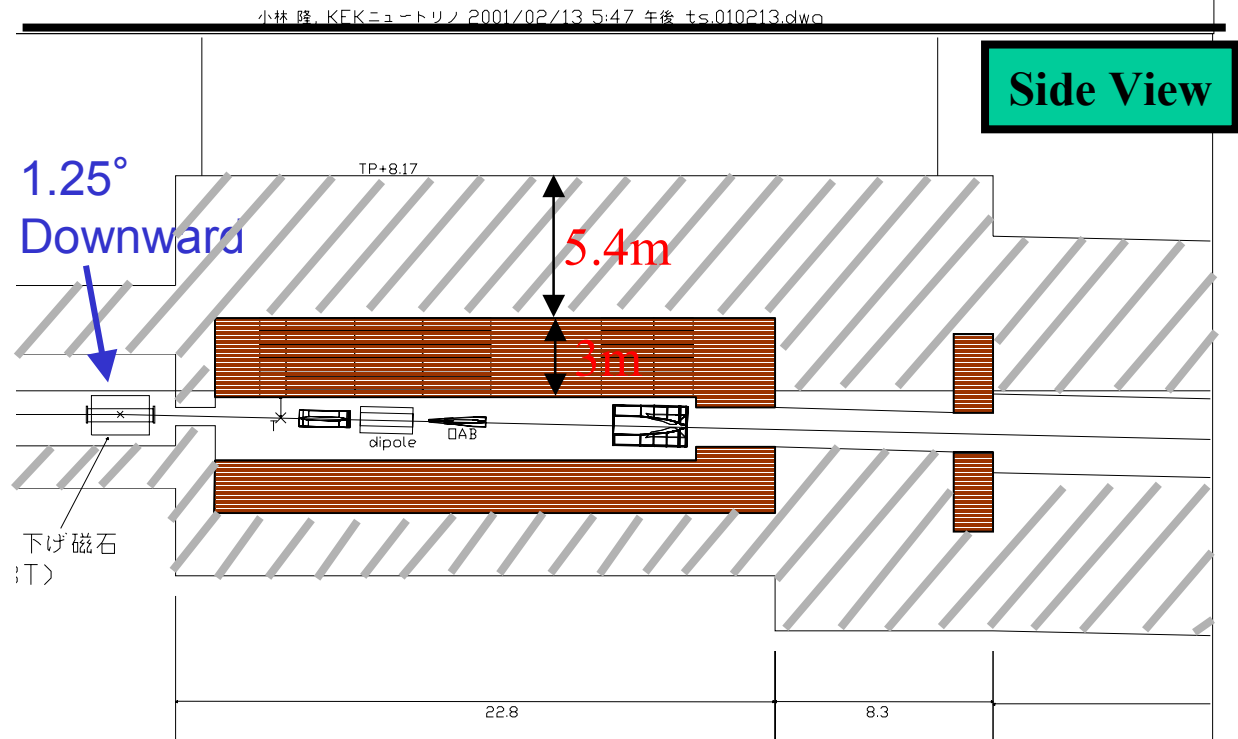 小林 隆, KEKニュートリノ 2001/02/13 5:47 午後 ts.010213.dwg
Side View
1.25°
Downward
TP+8.17
5.4m
3m
T
dipole
□AB
下げ磁石
T)
22.8
8.3